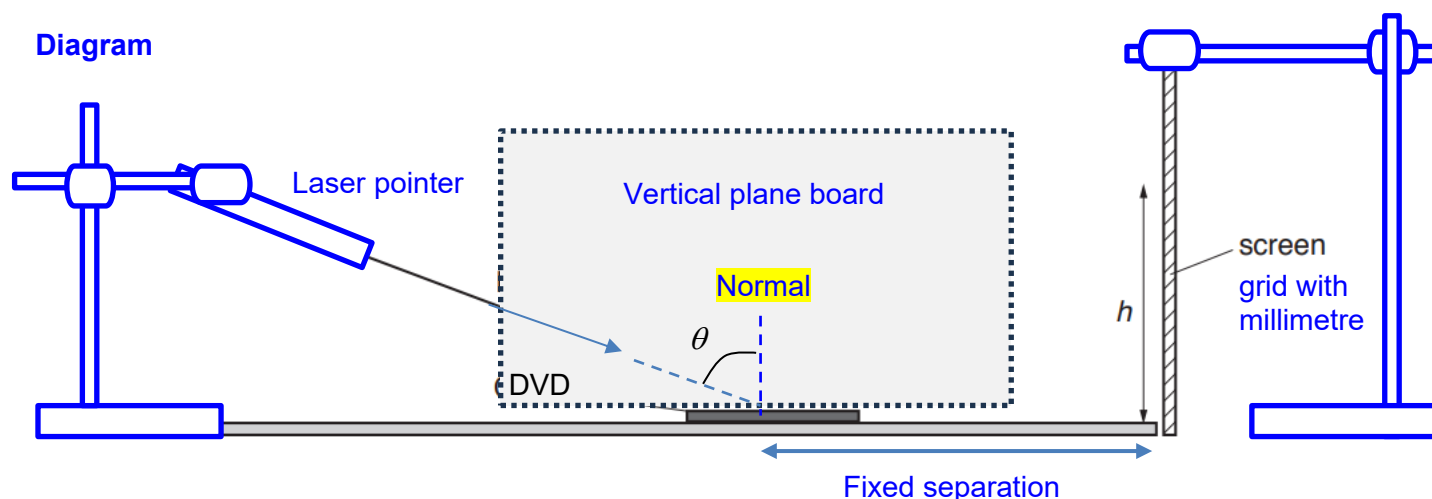 Diagram
Laser pointer
Vertical plane board
Normal
θ
DVD
h
screen
grid with
millimetre
Fixed separation